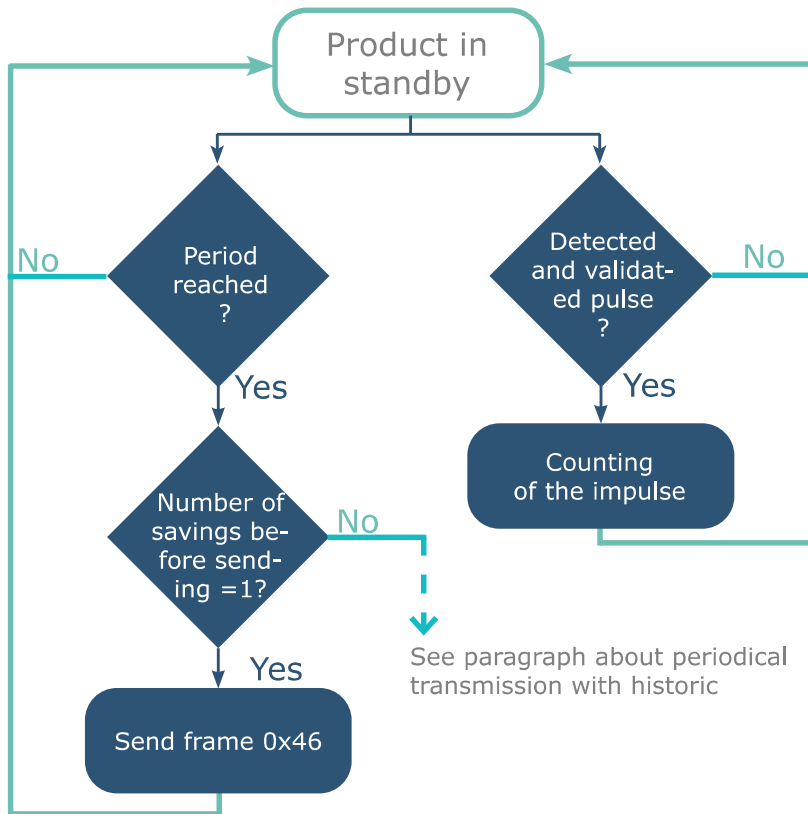 Product in
standby
Period
reached
?
No
Yes
Detected
and validat-
ed pulse
?
No
Yes
Counting
of the impulse
Number of
savings be-
fore send-
ing =1?
No
See paragraph about periodical
transmission with historic
Yes
Send frame 0x46